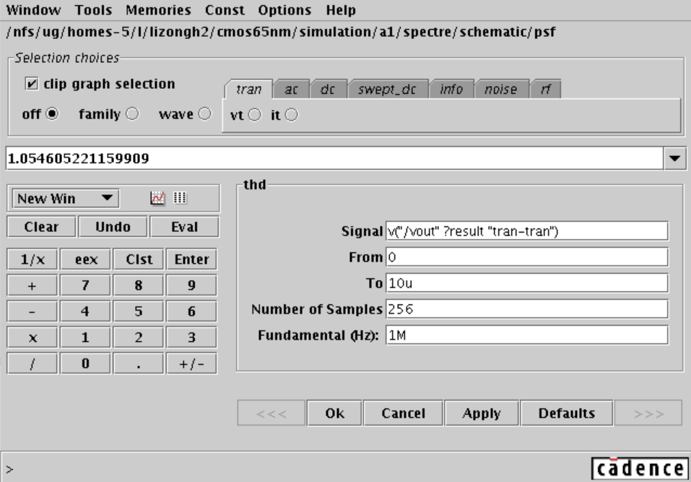 Window Tools Memories Const Options Help
/nfs/ug/homes-5/l/lizongh2/cmos65nm/simulation/a1/spectre/schematic/psf
Selection choices
clip graph selection
off family wave
tran ac dc swept_dc info noise rf
vt it
1.054605221159909
New Win
Clear Undo Eval
1/x eex Clst Enter
+ 7 8 9
- 4 5 6
x 1 2 3
/ 0 . +/-
thd
Signal v("/vout" ?result "tran-tran")
From 0
To 10u
Number of Samples 256
Fundamental (Hz): 1M
<<< Ok Cancel Apply Defaults >>>
> cādence